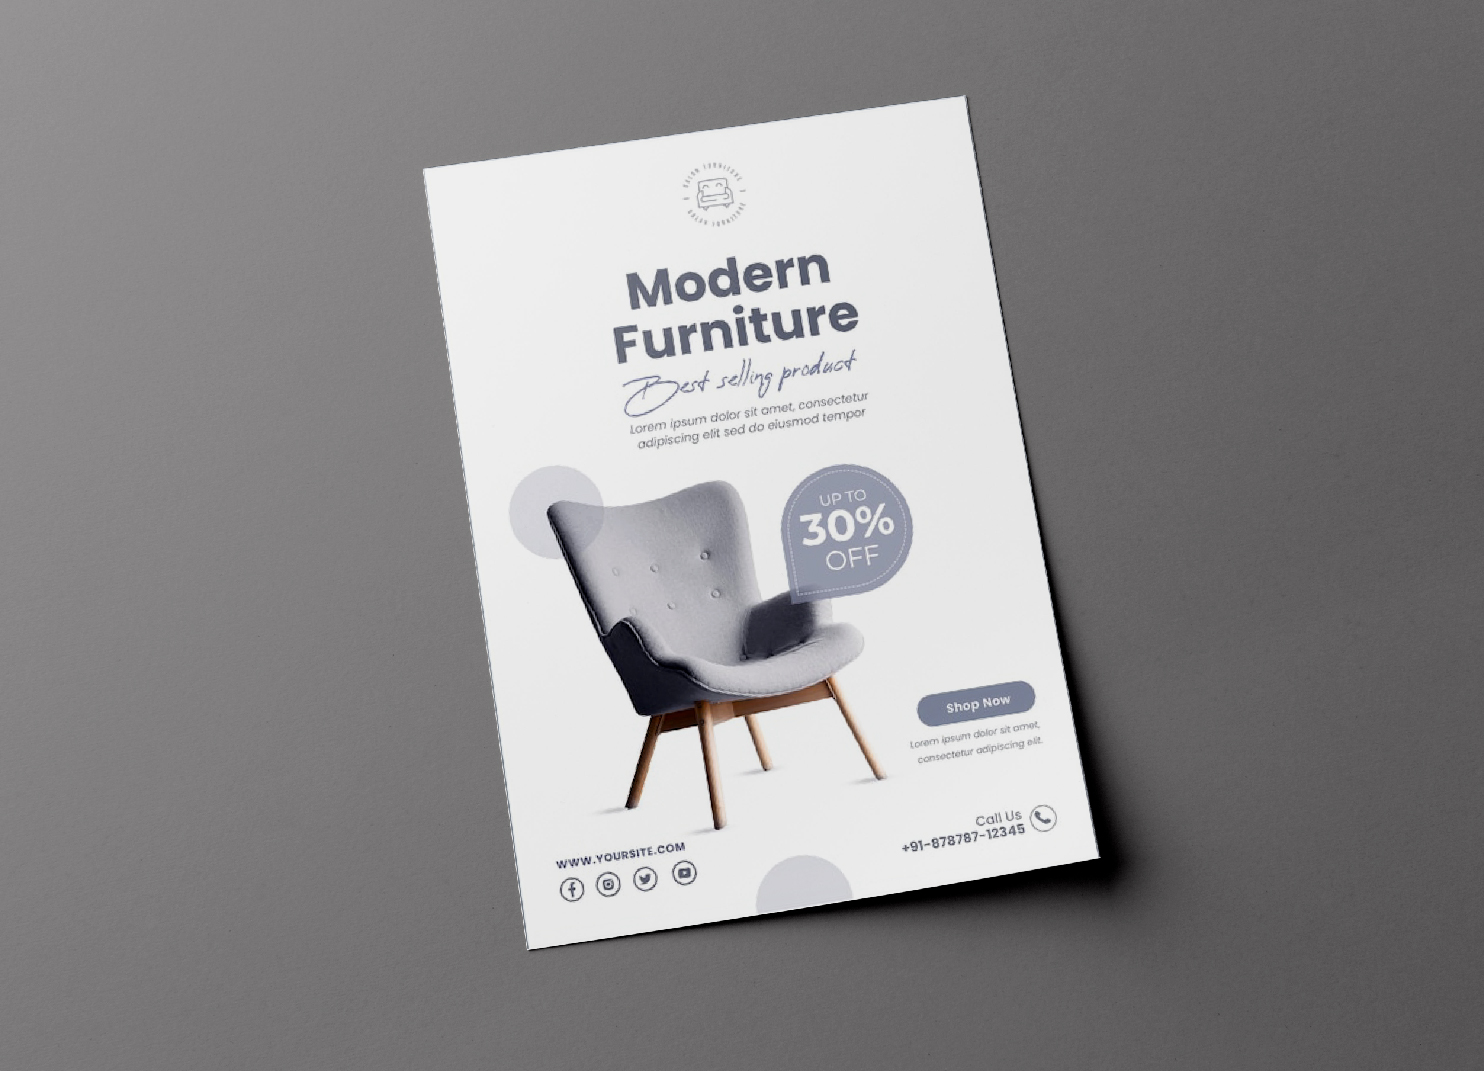 Modern
Furniture
Best selling product
Lorem ipsum dolor sit amet, consectetur
adipiscing elit sed do eiusmod tempor
UP TO
30%
OFF
Shop Now
Lorem ipsum dolor sit amet,
consectetur adipiscing elit.
Call Us
+91-878787-12345
WWW.YOURSITE.COM